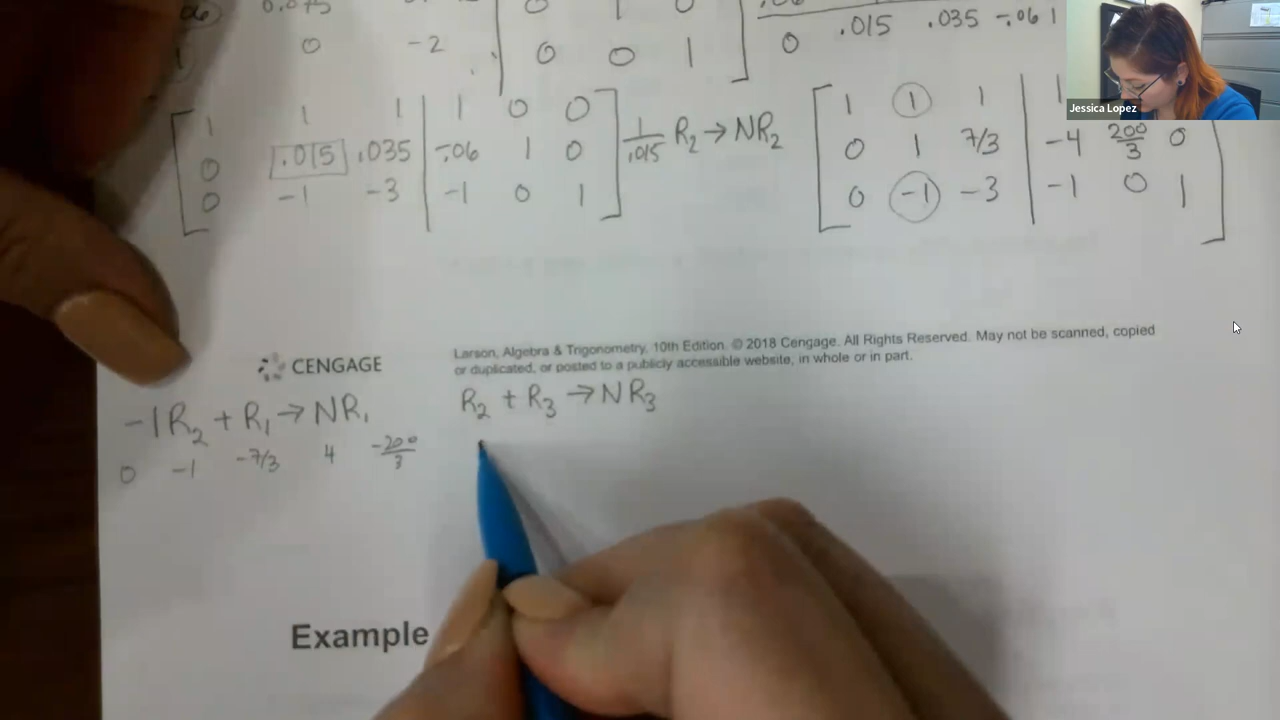 0 1 0
.015 .035 -.061
0 -2 0 0 1 0
1 1 1 1 0 0
0 .015 .035 -.06 1 0
0 -1 -3 -1 0 1
1/.015 R2 → NR2
1 1 1 1
0 1 7/3 -4 200/3 0
0 -1 -3 -1 0 1
Jessica Lopez
CENGAGE
Larson, Algebra & Trigonometry, 10th Edition. © 2018 Cengage. All Rights Reserved. May not be scanned, copied
or duplicated, or posted to a publicly accessible website, in whole or in part.
-1R2 + R1 → NR1
0 -1 -7/3 4 -200/3
R2 + R3 → NR3
Example